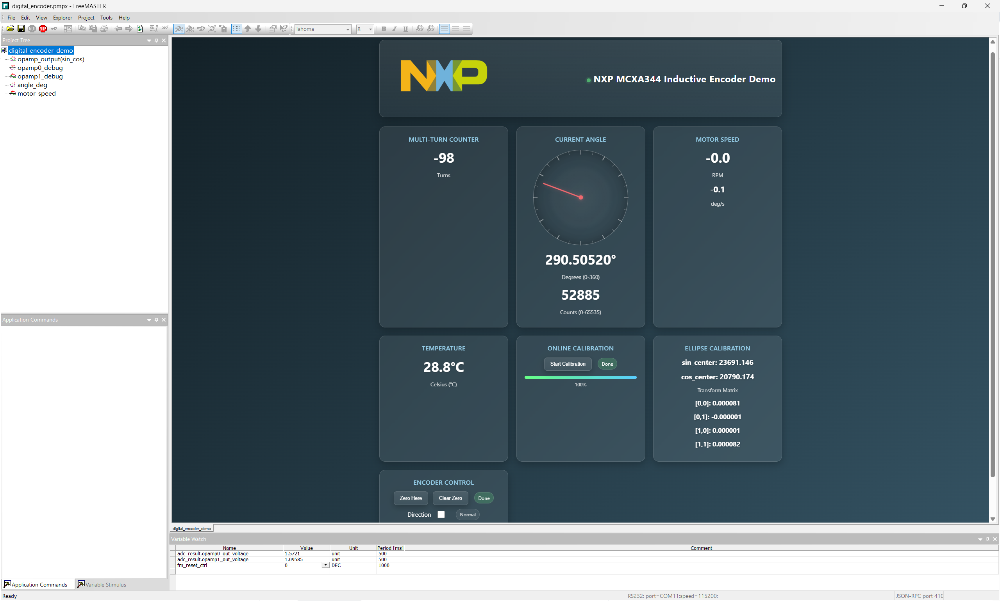 digital_encoder.pmpx - FreeMASTER
File Edit View Explorer Project Tools Help
Tahoma 8 B I U
Project Tree
digital_encoder_demo
opamp_output(sin_cos)
opamp0_debug
opamp1_debug
angle_deg
motor_speed
Application Commands
Application Commands Variable Stimulus
NXP
NXP MCXA344 Inductive Encoder Demo
MULTI-TURN COUNTER
-98
Turns
CURRENT ANGLE
290.50520°
Degrees (0-360)
52885
Counts (0-65535)
MOTOR SPEED
-0.0
RPM
-0.1
deg/s
TEMPERATURE
28.8°C
Celsius (°C)
ONLINE CALIBRATION
Start Calibration Done
100%
ELLIPSE CALIBRATION
sin_center: 23691.146
cos_center: 20790.174
Transform Matrix
[0,0]: 0.000081
[0,1]: -0.000001
[1,0]: 0.000001
[1,1]: 0.000082
ENCODER CONTROL
Zero Here Clear Zero Done
Direction Normal
digital_encoder_demo
Variable Watch
Name Value Unit Period [ms] Comment
adc_result.opamp0_out_voltage 1.5721 unit 500
adc_result.opamp1_out_voltage 1.09585 unit 500
fm_reset_ctrl 0 DEC 1000
Ready
RS232; port=COM11;speed=115200;
JSON-RPC port 410